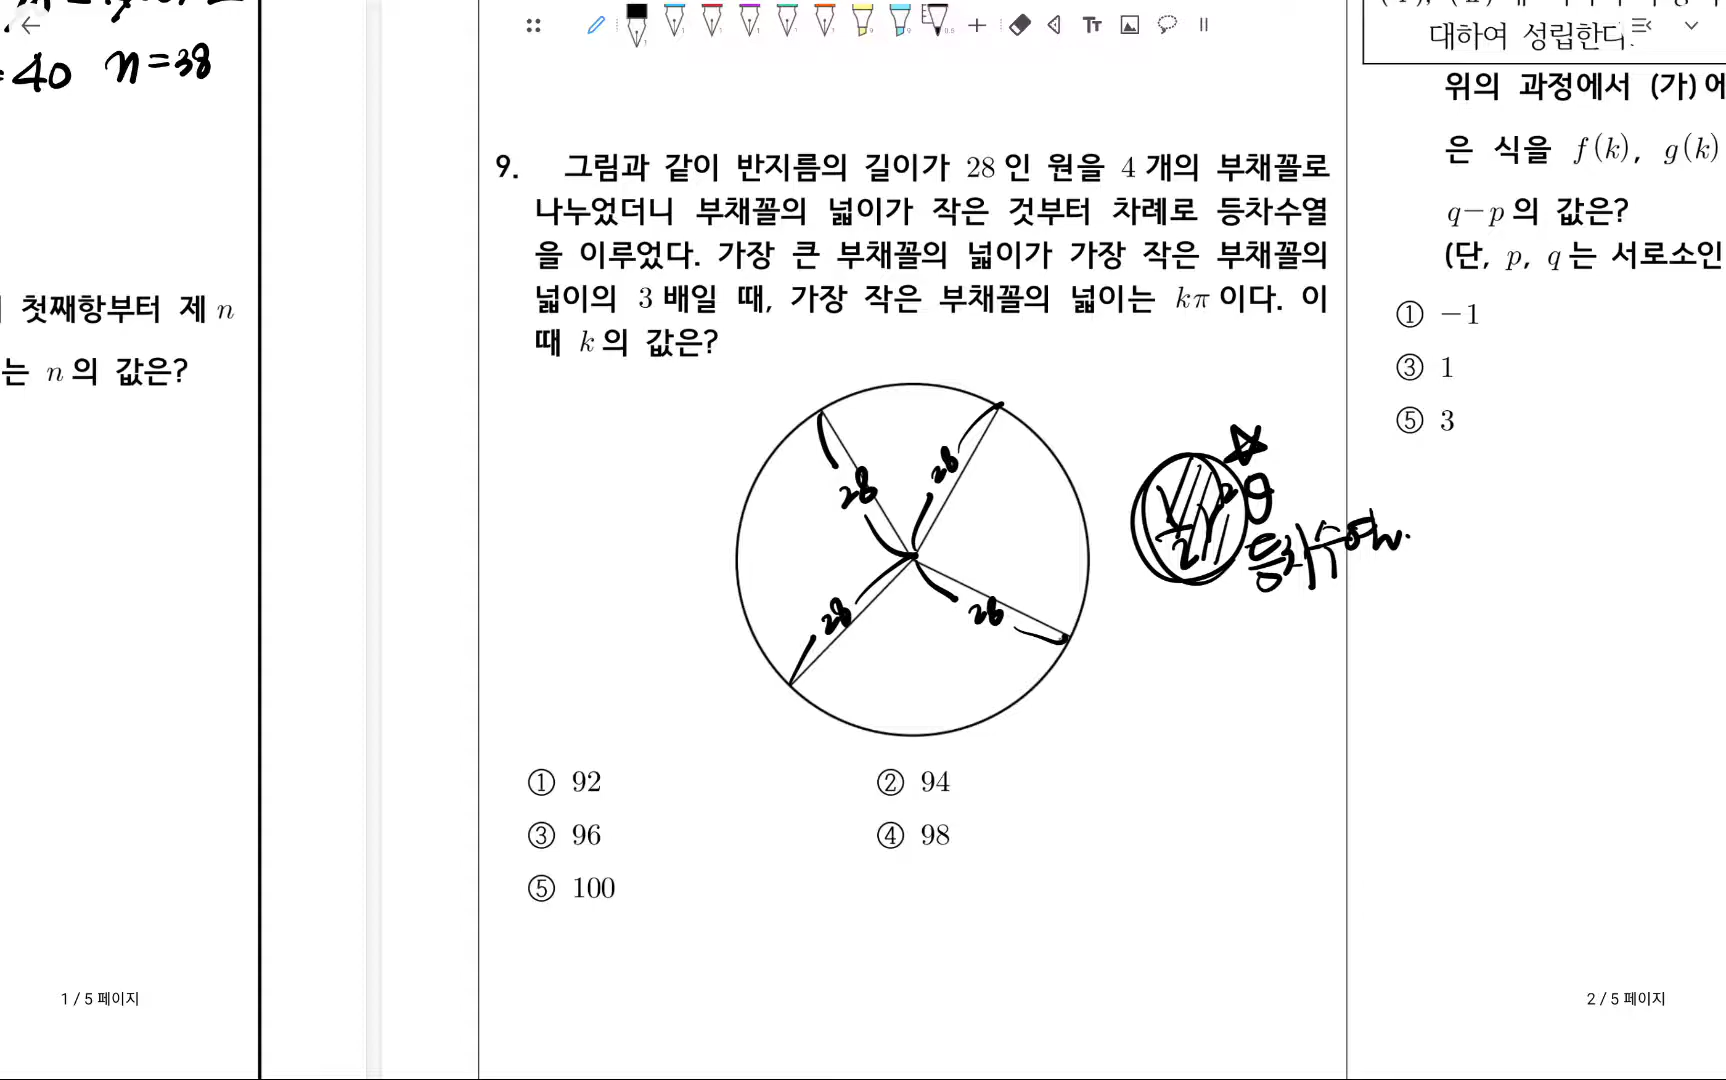 = 40 n = 38
첫째항부터 제 n
는 n 의 값은?
1 / 5 페이지
Tr
9. 그림과 같이 반지름의 길이가 28 인 원을 4 개의 부채꼴로
나누었더니 부채꼴의 넓이가 작은 것부터 차례로 등차수열
을 이루었다. 가장 큰 부채꼴의 넓이가 가장 작은 부채꼴의
넓이의 3 배일 때, 가장 작은 부채꼴의 넓이는 kπ 이다. 이
때 k 의 값은?
28
28
28
28
θ
등차수열.
① 92 ② 94
③ 96 ④ 98
⑤ 100
대하여 성립한다.
위의 과정에서 (가)에
은 식을 f(k), g(k)
q-p 의 값은?
(단, p, q 는 서로소인
① -1
③ 1
⑤ 3
2 / 5 페이지